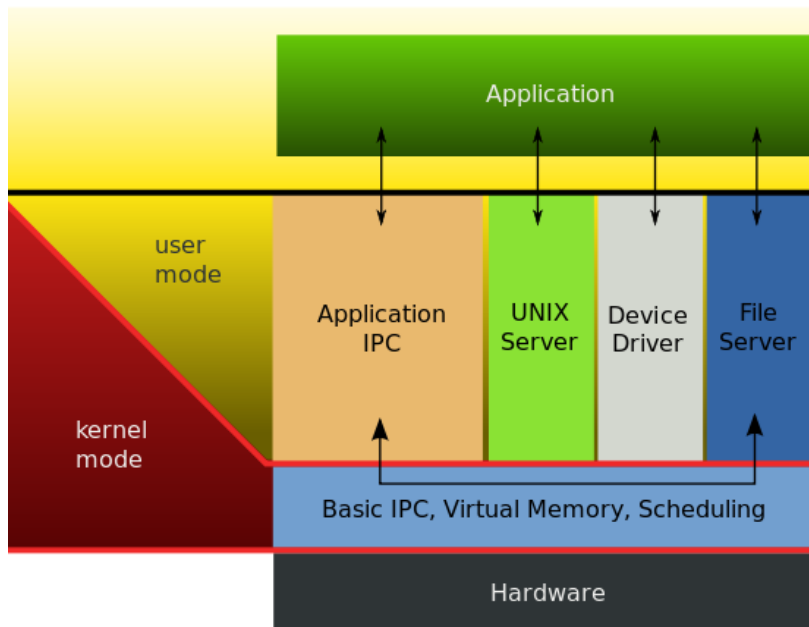 Application
user
mode
Application
IPC
UNIX
Server
Device
Driver
File
Server
kernel
mode
Basic IPC, Virtual Memory, Scheduling
Hardware